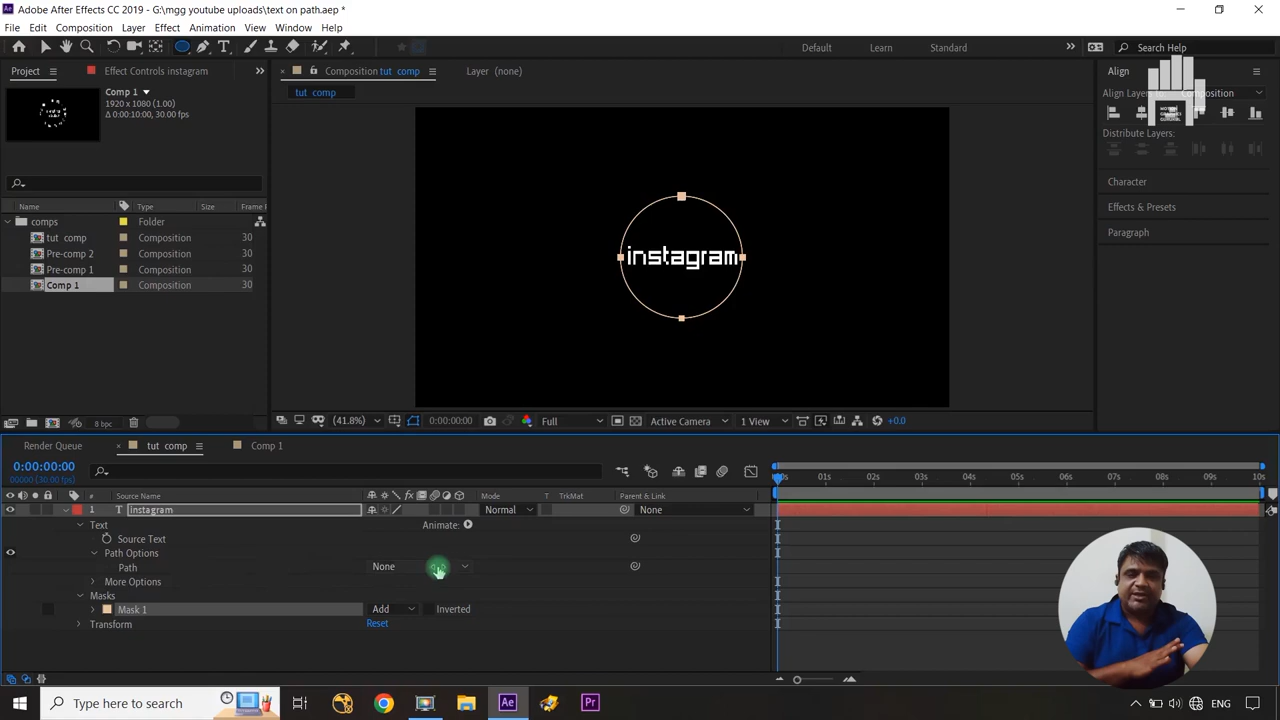 Adobe After Effects CC 2019 - G:\mgg youtube uploads\text on path.aep *
File Edit Composition Layer Effect Animation View Window Help
Default Learn Standard Search Help
Project Effect Controls instagram Composition tut comp Layer (none) Align
Comp 1
1920 x 1080 (1.00)
Δ 0:00:10:00, 30.00 fps
tut comp
Align Layers Composition
Distribute Layers:
Character
Effects & Presets
Paragraph
Name Type Size Frame
comps Folder
tut comp Composition 30
Pre-comp 2 Composition 30
Pre-comp 1 Composition 30
Comp 1 Composition 30
instagram
8 bpc
(41.8%) 0:00:00:00 Full Active Camera 1 View +0.0
Render Queue tut comp Comp 1
0:00:00:00
00000 (30.00 fps)
00s 01s 02s 03s 04s 05s 06s 07s 08s 09s 10s
# Source Name Mode T TrkMat Parent & Link
1 T instagram Normal None
Text Animate:
Source Text
Path Options
Path None
More Options
Masks
Mask 1 Add Inverted
Transform Reset
Type here to search
Ae Pr ENG